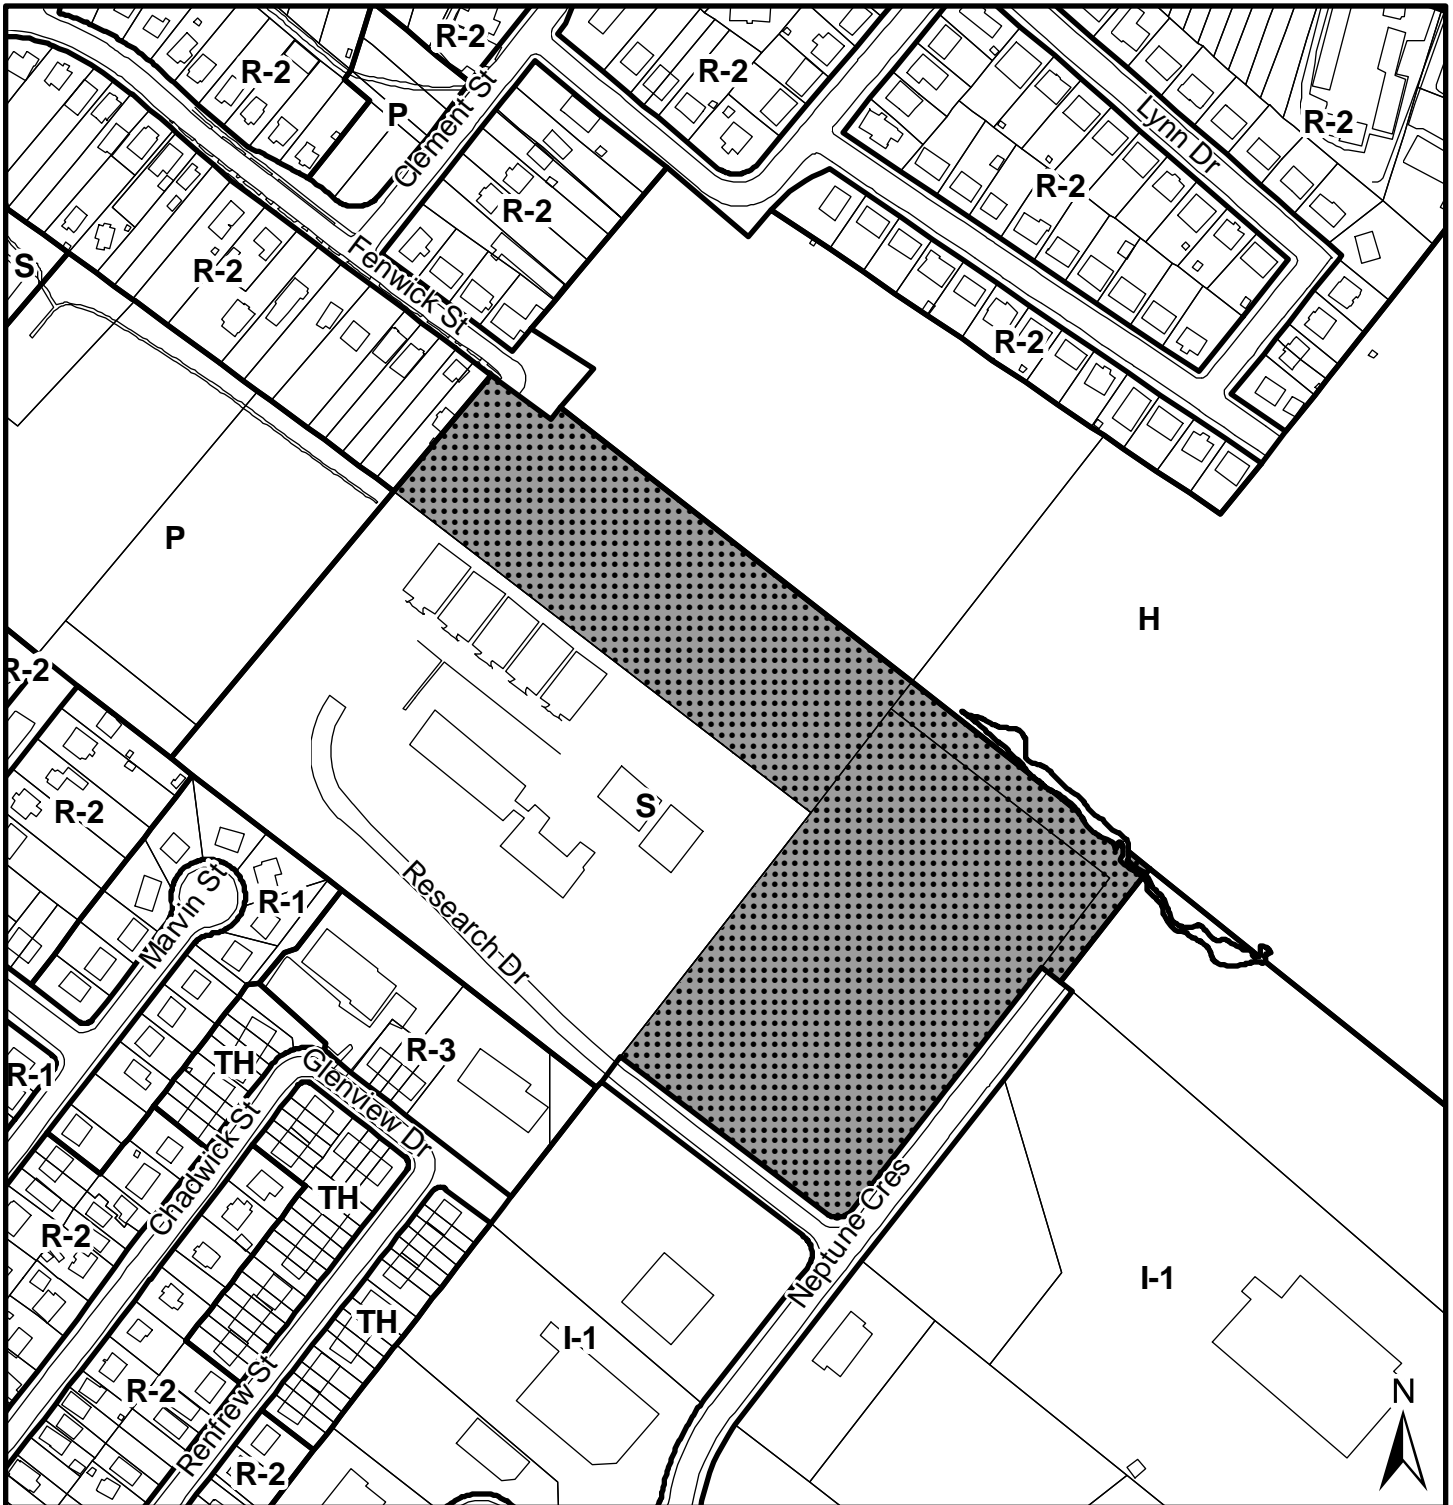 R-2
R-2
R-2
R-2
P
Clement St
Lynn Dr
R-2
R-2
Fenwick St
R-2
S
R-2
P
H
R-2
S
R-2
Research Dr
Marvin St
R-1
R-3
TH
Glenview Dr
R-1
Chadwick St
TH
Neptune Cres
R-2
I-1
TH
I-1
R-2
Renfrew St
N
R-2